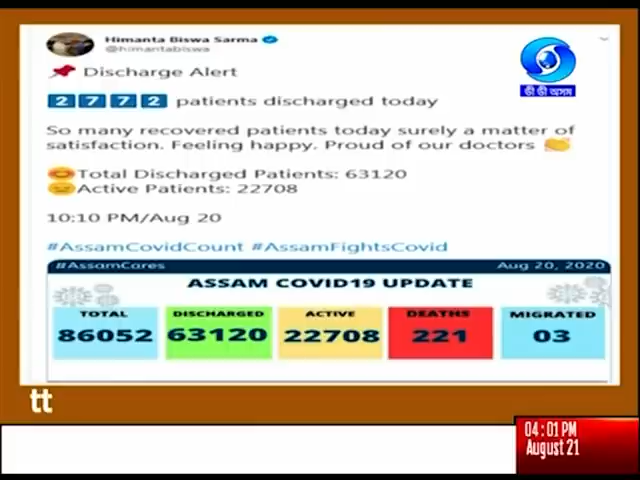 Himanta Biswa Sarma
@himantabiswa
Discharge Alert
2772 patients discharged today
So many recovered patients today surely a matter of
satisfaction. Feeling happy. Proud of our doctors
Total Discharged Patients: 63120
Active Patients: 22708
10:10 PM/Aug 20
#AssamCovidCount #AssamFightsCovid
#AssamCares Aug 20, 2020
ASSAM COVID19 UPDATE
TOTAL DISCHARGED ACTIVE DEATHS MIGRATED
86052 63120 22708 221 03
ডী ডী অসম
tt
04:01 PM
August 21